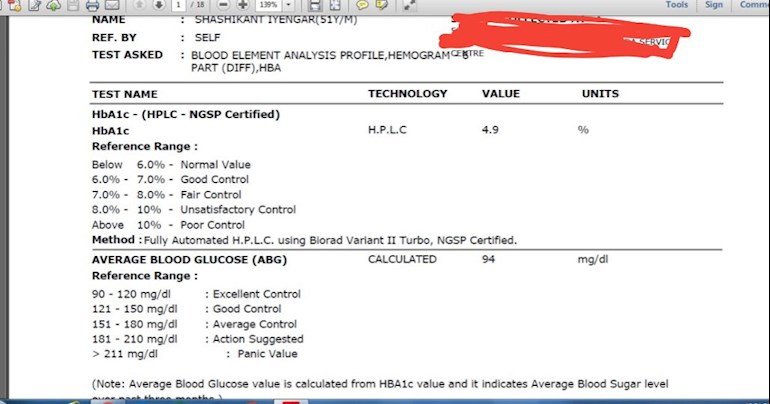 1 / 18
139%
Tools Sign Comme
NAME : SHASHIKANT IYENGAR(51Y/M)
REF. BY : SELF
TEST ASKED : BLOOD ELEMENT ANALYSIS PROFILE,HEMOGRAM - 6
PART (DIFF),HBA
CENTRE
TEST NAME TECHNOLOGY VALUE UNITS
HbA1c - (HPLC - NGSP Certified)
HbA1c H.P.L.C 4.9 %
Reference Range :
Below 6.0% - Normal Value
6.0% - 7.0% - Good Control
7.0% - 8.0% - Fair Control
8.0% - 10% - Unsatisfactory Control
Above 10% - Poor Control
Method : Fully Automated H.P.L.C. using Biorad Variant II Turbo, NGSP Certified.
AVERAGE BLOOD GLUCOSE (ABG) CALCULATED 94 mg/dl
Reference Range :
90 - 120 mg/dl : Excellent Control
121 - 150 mg/dl : Good Control
151 - 180 mg/dl : Average Control
181 - 210 mg/dl : Action Suggested
> 211 mg/dl : Panic Value
(Note: Average Blood Glucose value is calculated from HBA1c value and it indicates Average Blood Sugar level
over past three months.)